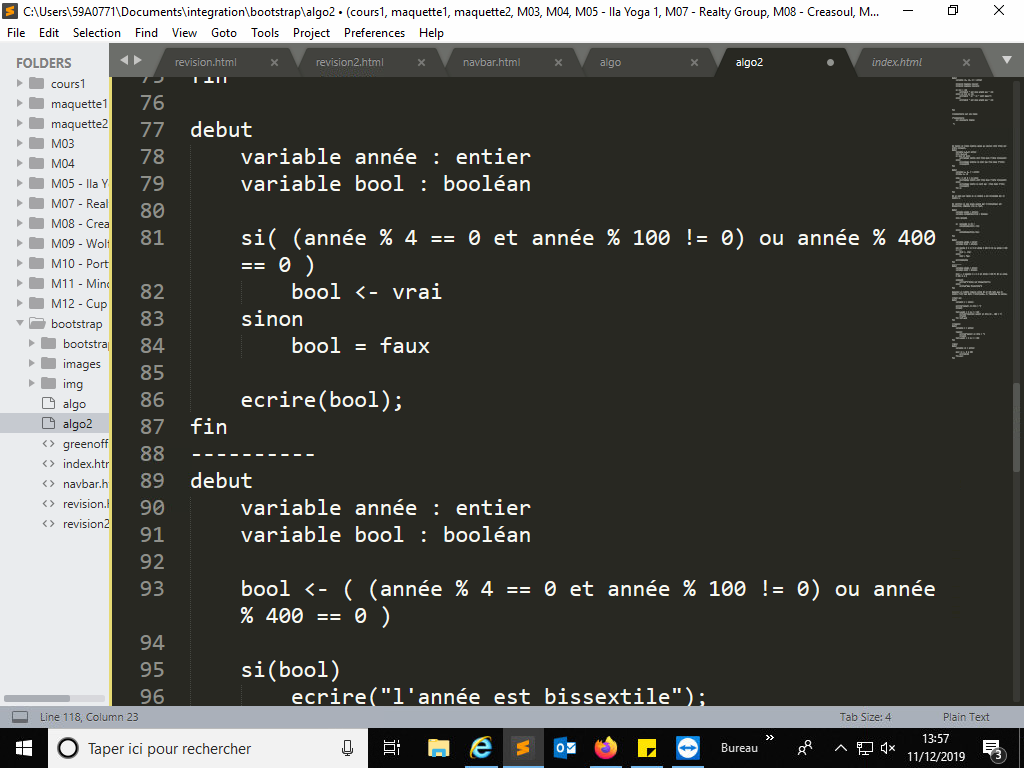 C:\Users\59A0771\Documents\integration\bootstrap\algo2 • (cours1, maquette1, maquette2, M03, M04, M05 - Ila Yoga 1, M07 - Realty Group, M08 - Creasoul, M...
File Edit Selection Find View Goto Tools Project Preferences Help
FOLDERS
cours1
maquette1
maquette2
M03
M04
M05 - Ila Y
M07 - Real
M08 - Crea
M09 - Wol
M10 - Port
M11 - Mind
M12 - Cup
bootstrap
bootstra
images
img
algo
algo2
greenoff
index.htr
navbar.h
revision.h
revision2
revision.html × revision2.html × navbar.html × algo × algo2 index.html ×
75 fin
76
77 debut
78 variable année : entier
79 variable bool : booléan
80
81 si( (année % 4 == 0 et année % 100 != 0) ou année % 400
== 0 )
82 bool <- vrai
83 sinon
84 bool = faux
85
86 ecrire(bool);
87 fin
88 ----------
89 debut
90 variable année : entier
91 variable bool : booléan
92
93 bool <- ( (année % 4 == 0 et année % 100 != 0) ou année
% 400 == 0 )
94
95 si(bool)
96 ecrire("l'année est bissextile");
Line 118, Column 23 Tab Size: 4 Plain Text
Taper ici pour rechercher
Bureau »
13:57
11/12/2019
3